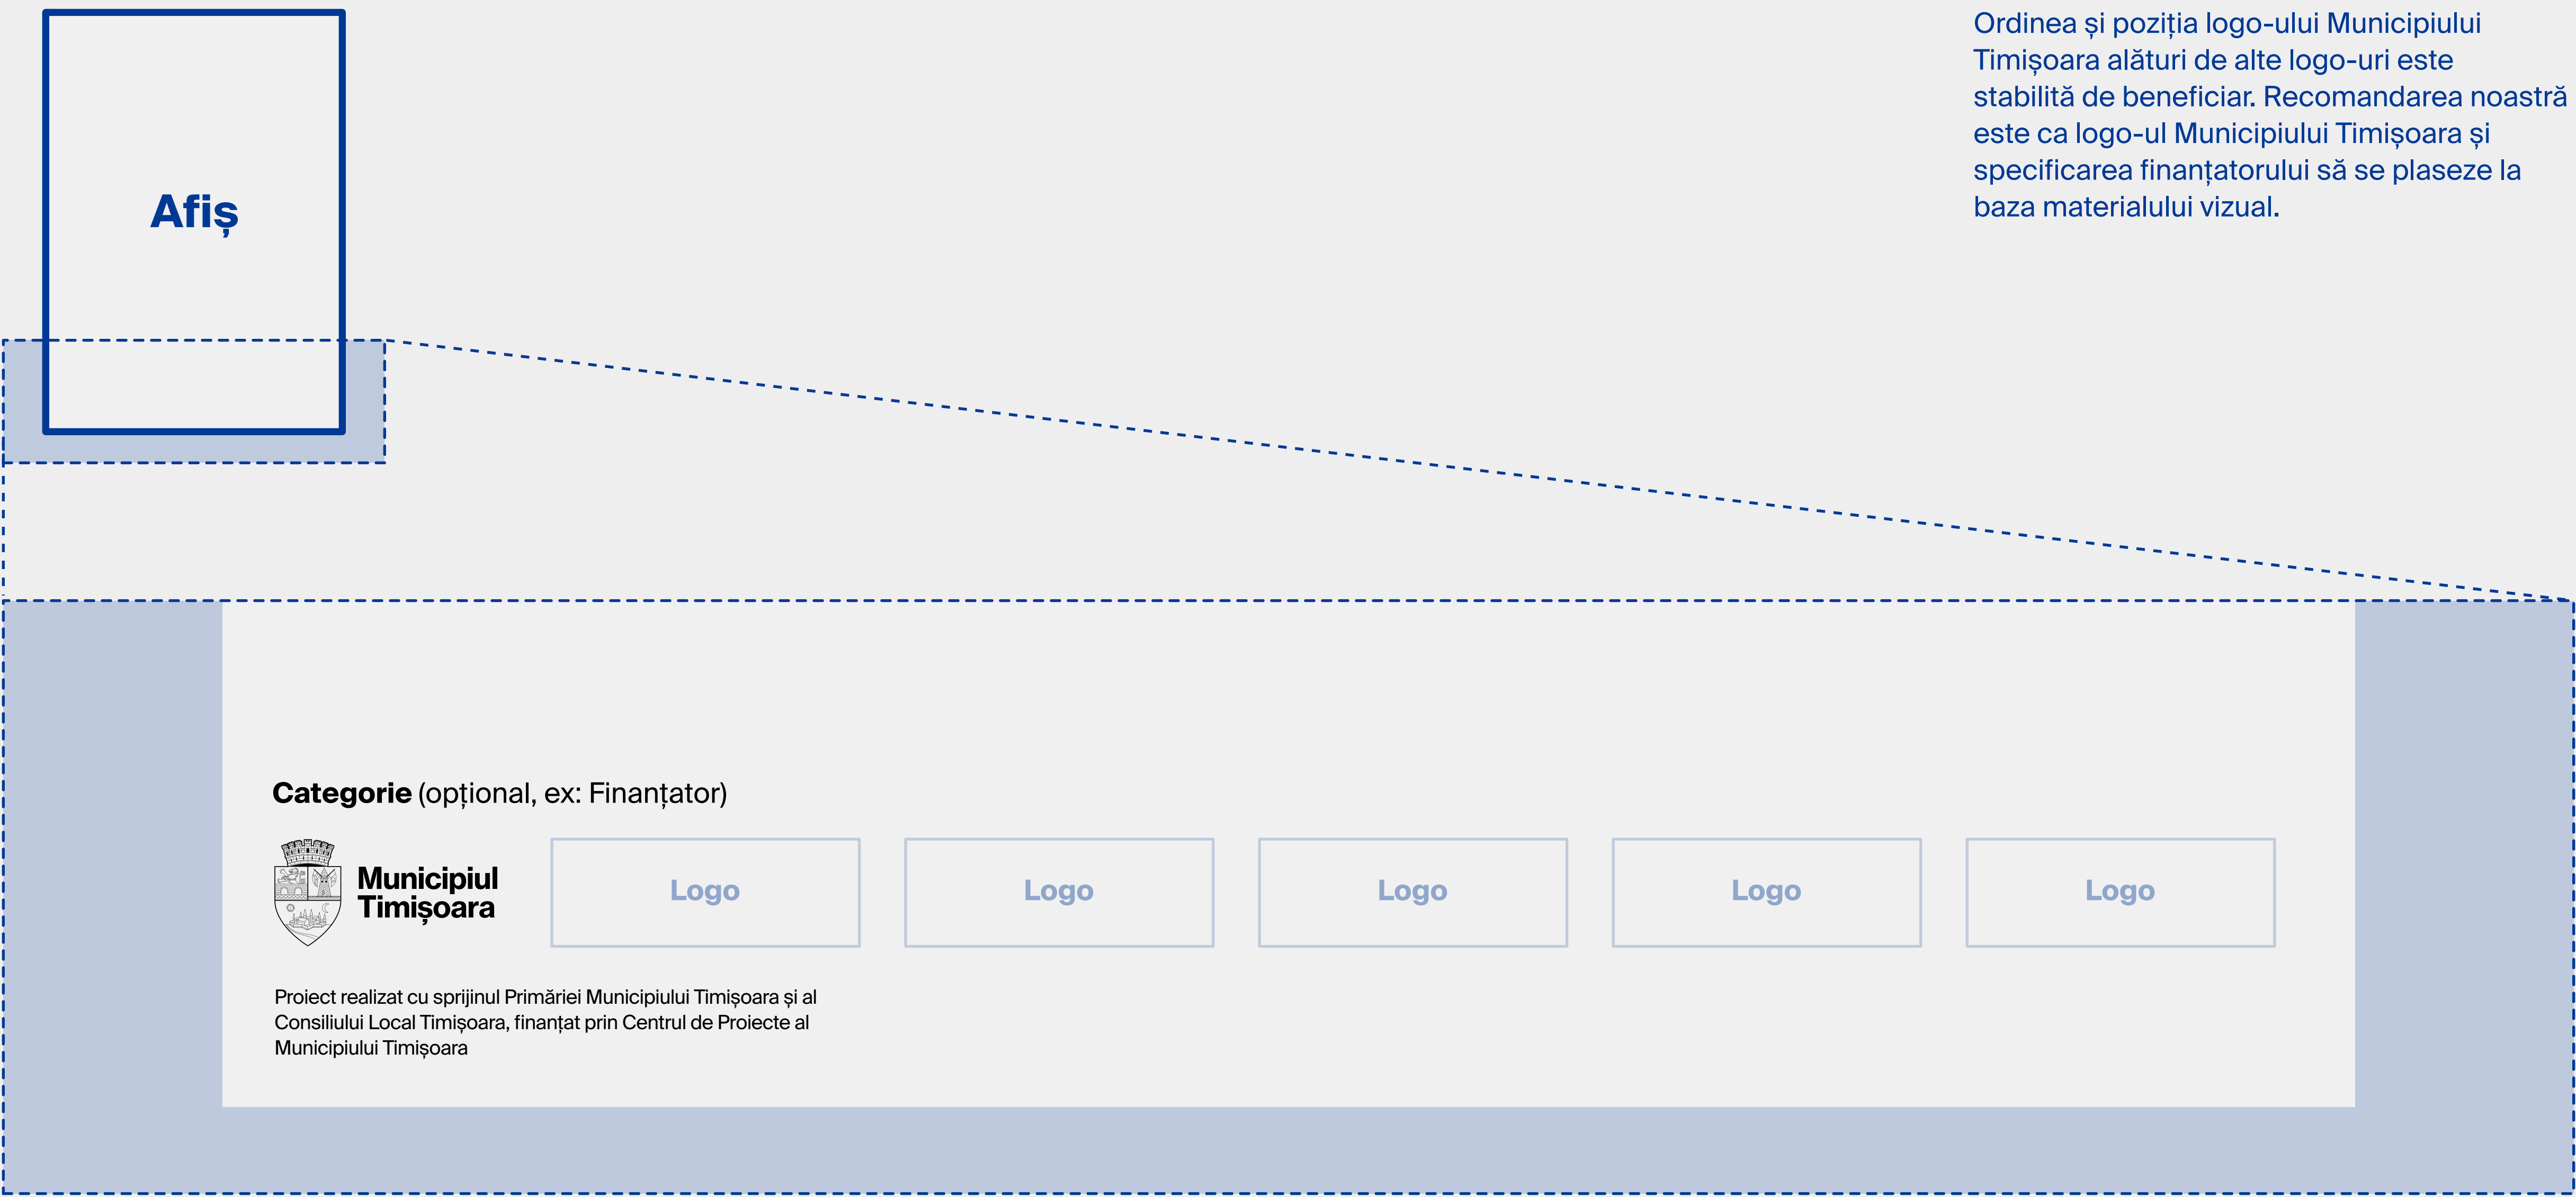 Ordinea și poziția logo-ului Municipiului
Timișoara alături de alte logo-uri este
stabilită de beneficiar. Recomandarea noastră
este ca logo-ul Municipiului Timișoara și
specificarea finanțatorului să se plaseze la
baza materialului vizual.
Afiș
Categorie (opțional, ex: Finanțator)
Municipiul
Timișoara
Logo
Logo
Logo
Logo
Logo
Proiect realizat cu sprijinul Primăriei Municipiului Timișoara și al
Consiliului Local Timișoara, finanțat prin Centrul de Proiecte al
Municipiului Timișoara